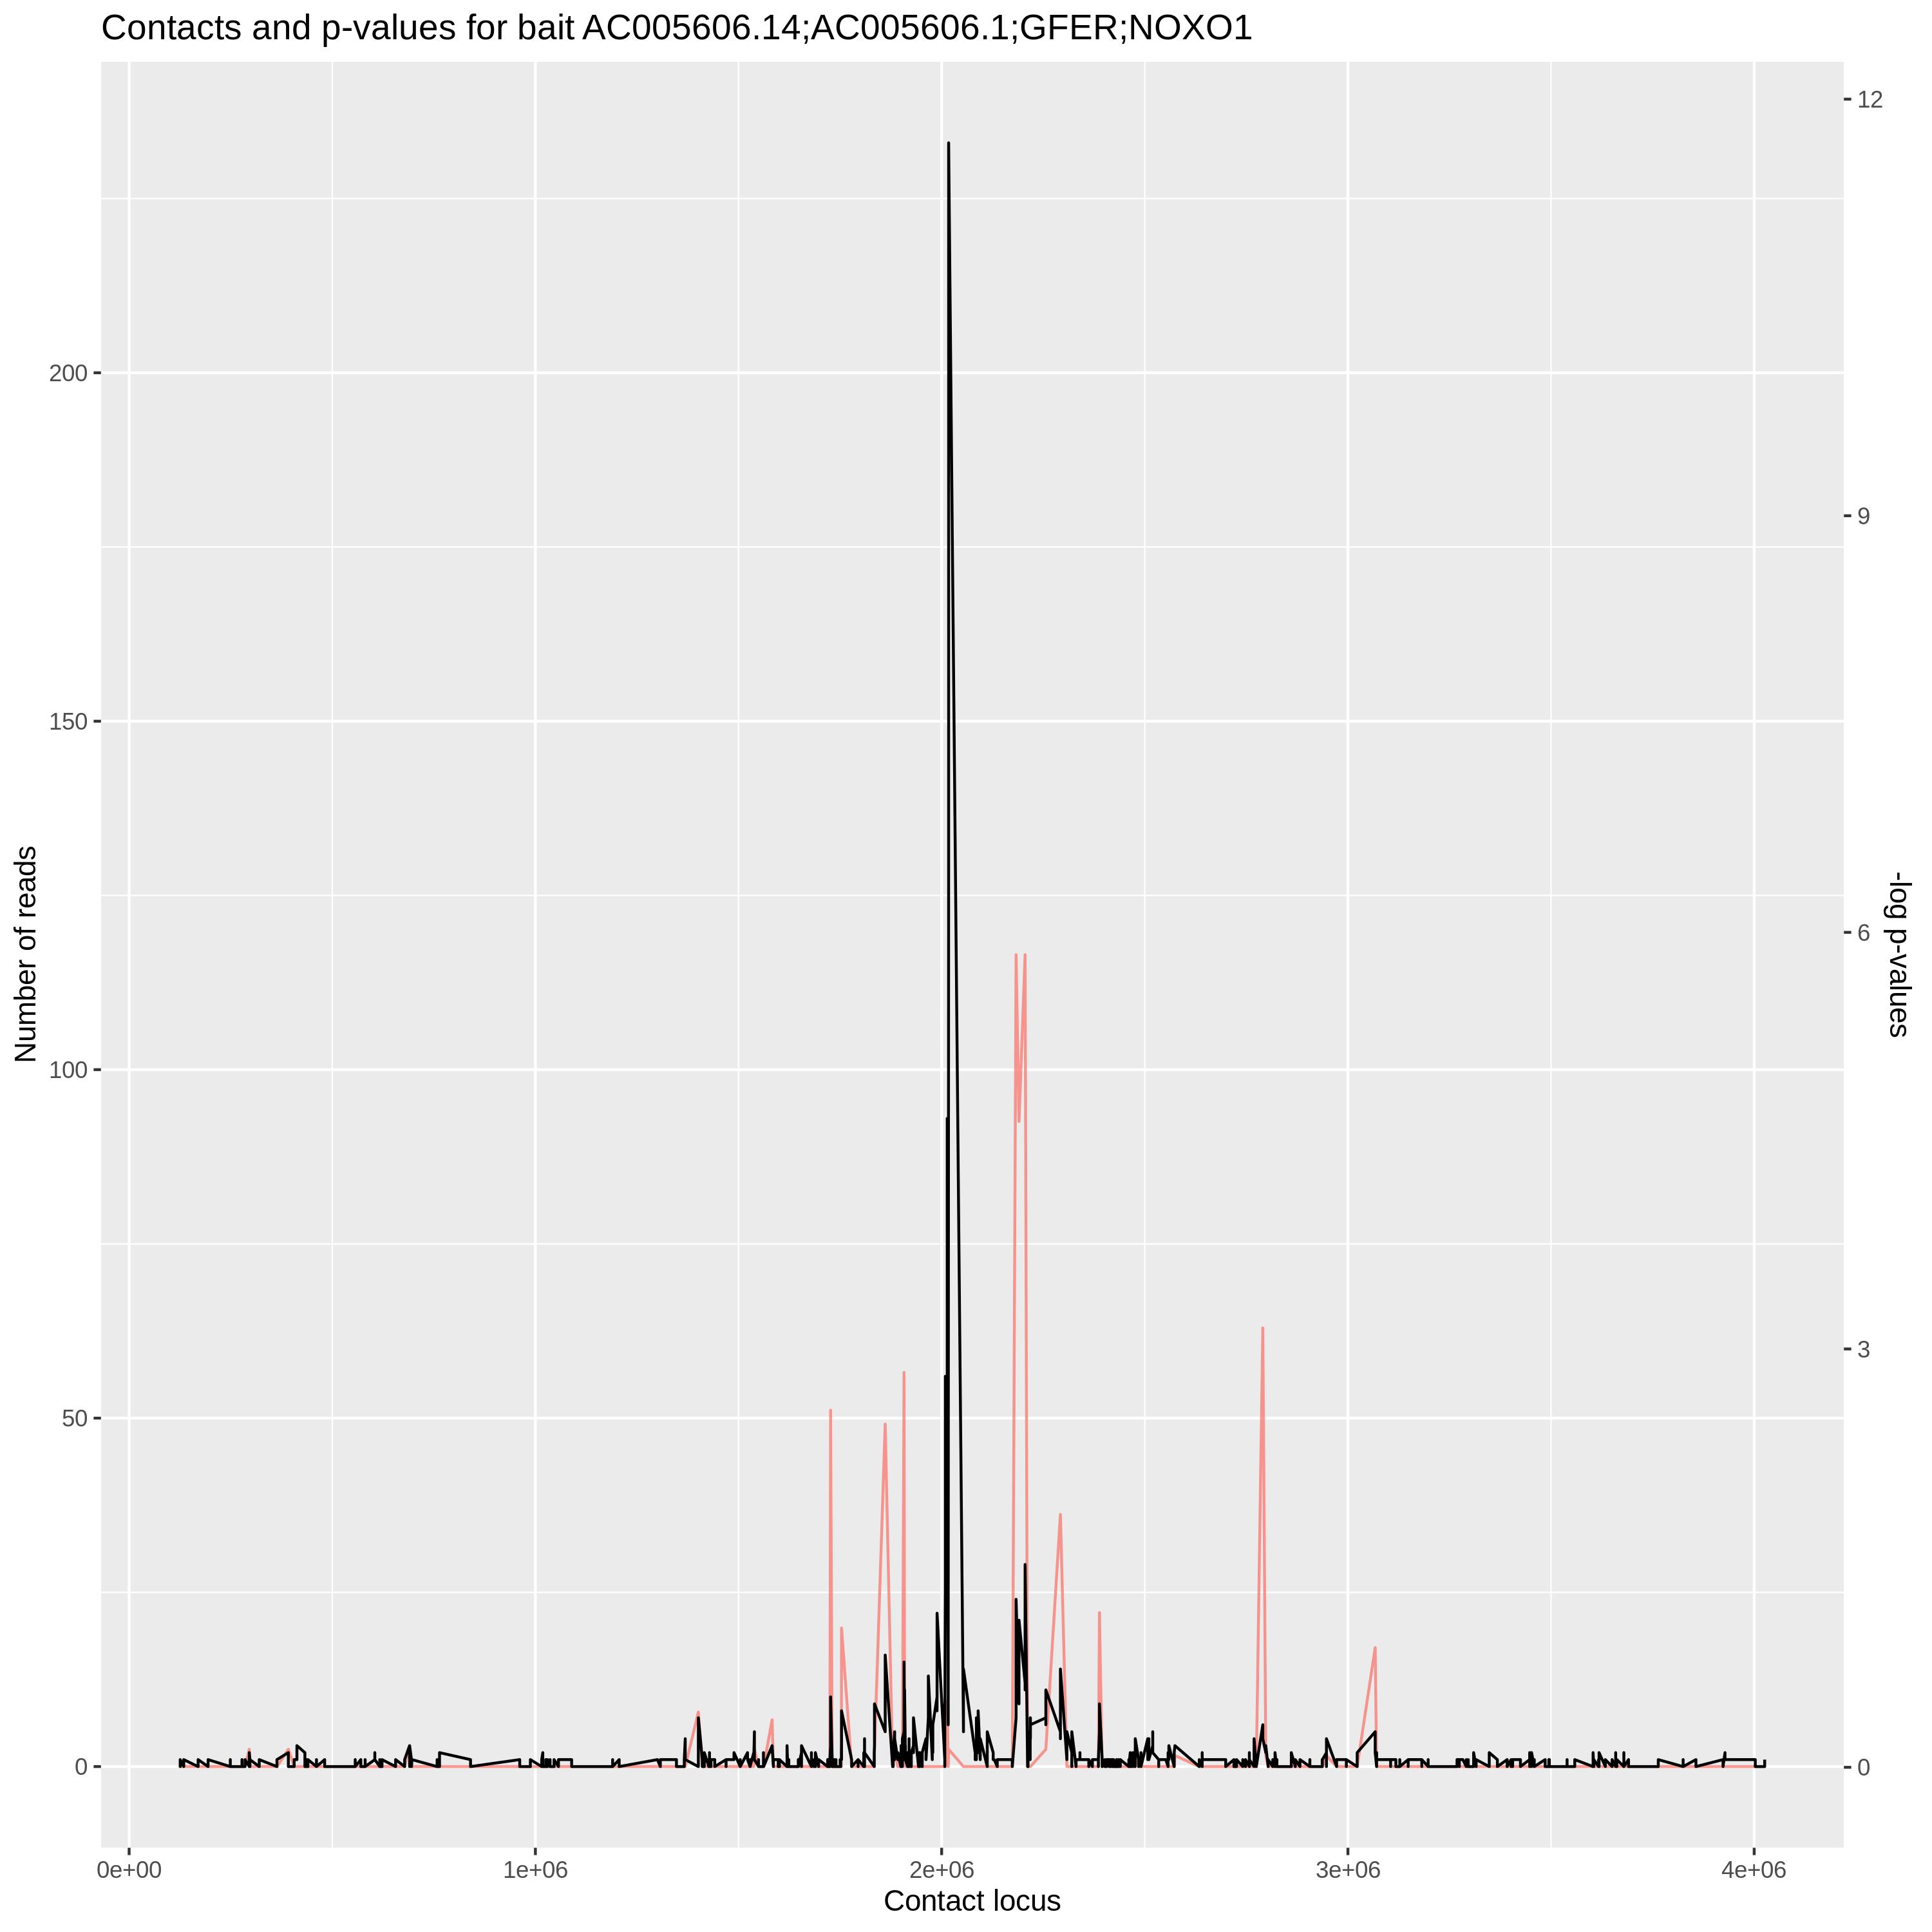 Contacts and p-values for bait AC005606.14;AC005606.1;GFER;NOXO1
Number of reads
200
150
100
50
0
12
9
6
3
0
-log p-values
0e+00
1e+06
2e+06
3e+06
4e+06
Contact locus